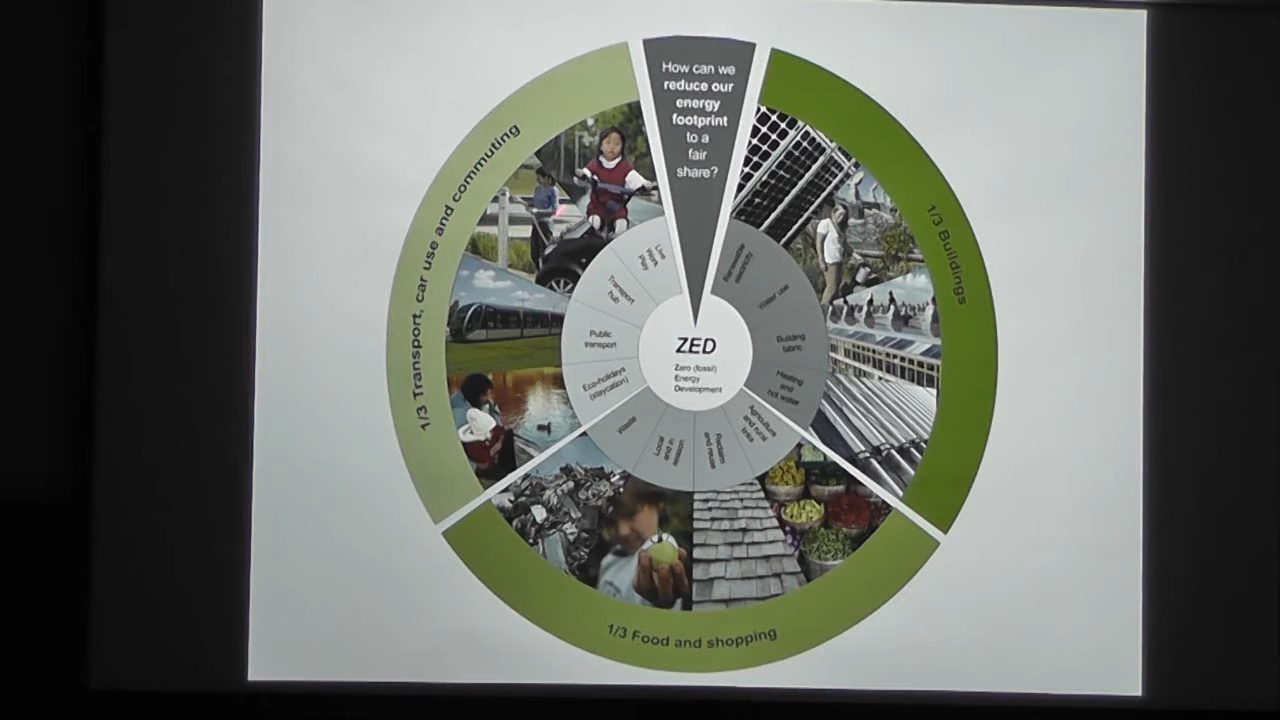 How can we
reduce our
energy
footprint
to a
fair
share?
1/3 Buildings
Renewable
electricity
Water use
Building
fabric
Heating
and
hot water
1/3 Food and shopping
Agriculture
and rural
links
Reclaim
and reuse
Local
and in
season
Waste
1/3 Transport, car use and commuting
Eco-holidays
(staycation)
Public
transport
Transport
hub
Live
Work
Play
ZED
Zero (fossil)
Energy
Development